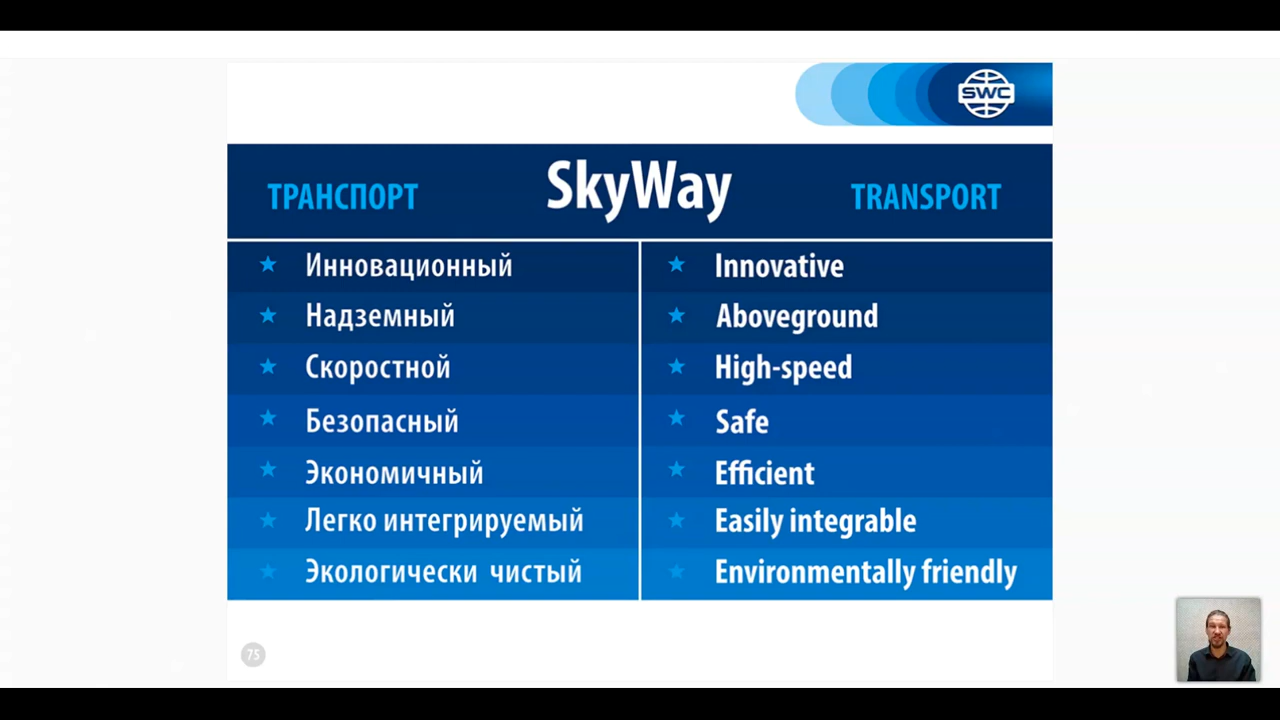 SWC
ТРАНСПОРТ SkyWay TRANSPORT
Инновационный
Innovative
Надземный
Aboveground
Скоростной
High-speed
Безопасный
Safe
Экономичный
Efficient
Легко интегрируемый
Easily integrable
Экологически чистый
Environmentally friendly
75